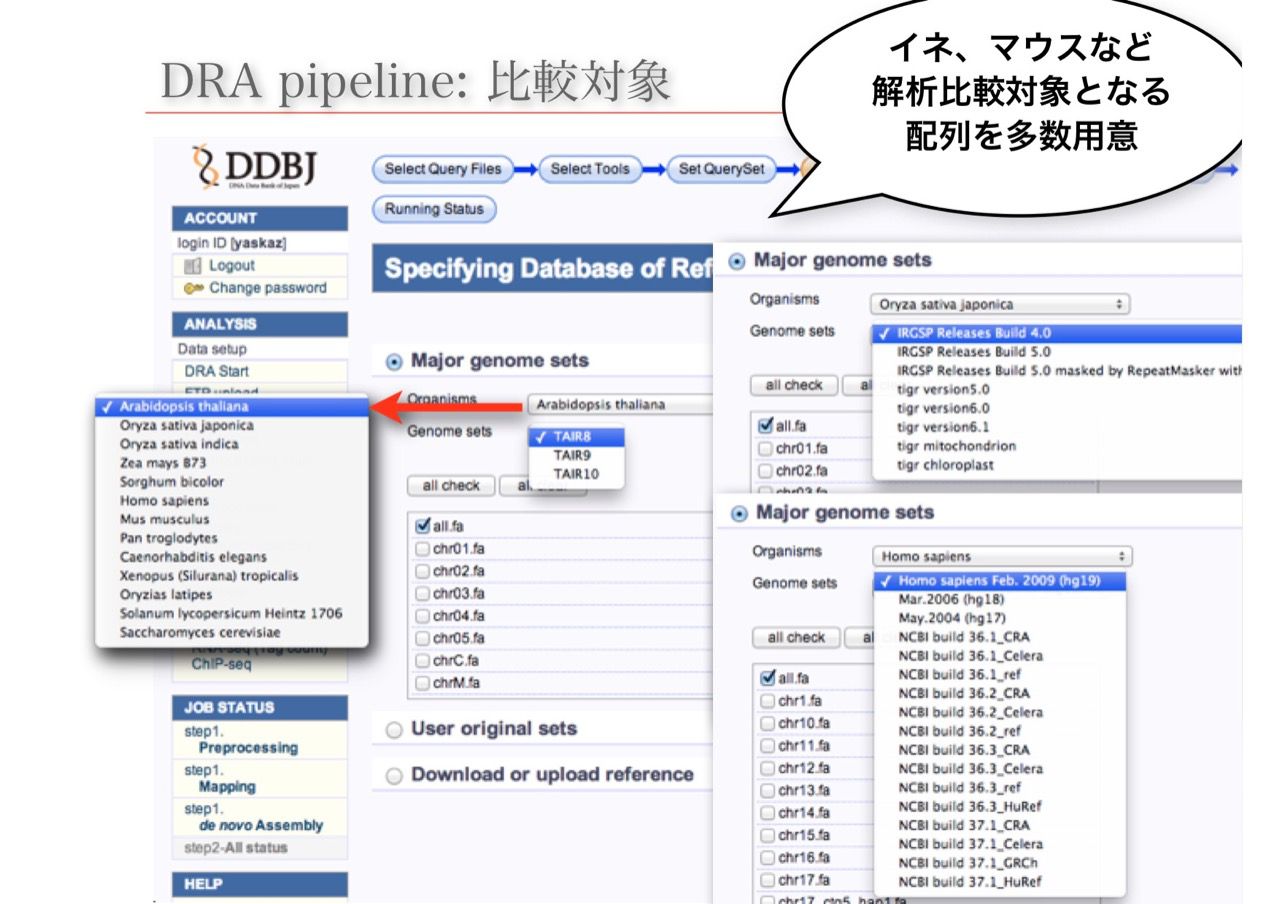 DRA pipeline: 比較対象
イネ、マウスなど
解析比較対象となる
配列を多数用意
DDBJ
DNA Data Bank of Japan
Select Query Files
Select Tools
Set QuerySet
Running Status
ACCOUNT
login ID [yaskaz]
Logout
Change password
ANALYSIS
Data setup
DRA Start
FTP upload
Arabidopsis thaliana
Oryza sativa japonica
Oryza sativa indica
Zea mays B73
Sorghum bicolor
Homo sapiens
Mus musculus
Pan troglodytes
Caenorhabditis elegans
Xenopus (Silurana) tropicalis
Oryzias latipes
Solanum lycopersicum Heintz 1706
Saccharomyces cerevisiae
RNA-seq (Tag count)
ChIP-seq
JOB STATUS
step1.
Preprocessing
step1.
Mapping
step1.
de novo Assembly
step2-All status
HELP
Specifying Database of Ref
Major genome sets
Organisms
Arabidopsis thaliana
Genome sets
TAIR8
TAIR9
TAIR10
all check
all clear
all.fa
chr01.fa
chr02.fa
chr03.fa
chr04.fa
chr05.fa
chrC.fa
chrM.fa
User original sets
Download or upload reference
Major genome sets
Organisms
Oryza sativa japonica
Genome sets
IRGSP Releases Build 4.0
IRGSP Releases Build 5.0
IRGSP Releases Build 5.0 masked by RepeatMasker with
tigr version5.0
tigr version6.0
tigr version6.1
tigr mitochondrion
tigr chloroplast
all check
al
all.fa
chr01.fa
chr02.fa
chr03.fa
Major genome sets
Organisms
Homo sapiens
Genome sets
Homo sapiens Feb. 2009 (hg19)
Mar.2006 (hg18)
May.2004 (hg17)
NCBI build 36.1_CRA
NCBI build 36.1_Celera
NCBI build 36.1_ref
NCBI build 36.2_CRA
NCBI build 36.2_Celera
NCBI build 36.2_ref
NCBI build 36.3_CRA
NCBI build 36.3_Celera
NCBI build 36.3_ref
NCBI build 36.3_HuRef
NCBI build 37.1_CRA
NCBI build 37.1_Celera
NCBI build 37.1_GRCh
NCBI build 37.1_HuRef
all check
al
all.fa
chr1.fa
chr10.fa
chr11.fa
chr12.fa
chr13.fa
chr14.fa
chr15.fa
chr16.fa
chr17.fa
chr17_ctg5_hap1.fa